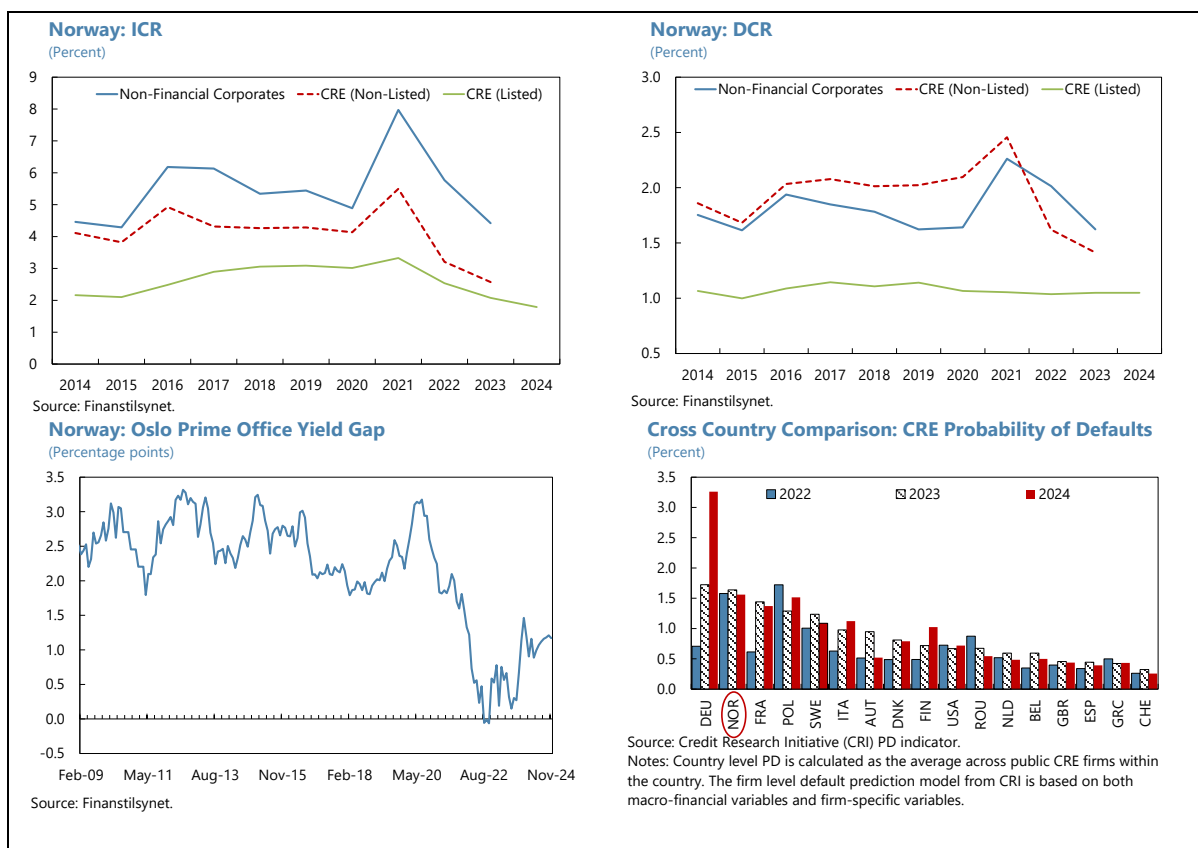 Norway: ICR
(Percent)
9
8
7
6
5
4
3
2
1
0
Non-Financial Corporates CRE (Non-Listed) CRE (Listed)
2014 2015 2016 2017 2018 2019 2020 2021 2022 2023 2024
Source: Finanstilsynet.
Norway: DCR
(Percent)
3.0
2.5
2.0
1.5
1.0
0.5
Non-Financial Corporates CRE (Non-Listed) CRE (Listed)
2014 2015 2016 2017 2018 2019 2020 2021 2022 2023 2024
Source: Finanstilsynet.
Norway: Oslo Prime Office Yield Gap
(Percentage points)
3.5
3.0
2.5
2.0
1.5
1.0
0.5
0.0
-0.5
Feb-09 May-11 Aug-13 Nov-15 Feb-18 May-20 Aug-22 Nov-24
Source: Finanstilsynet.
Cross Country Comparison: CRE Probability of Defaults
(Percent)
3.5
3.0
2.5
2.0
1.5
1.0
0.5
0.0
2022 2023 2024
DEU NOR FRA POL SWE ITA AUT DNK FIN USA ROU NLD BEL GBR ESP GRC CHE
Source: Credit Research Initiative (CRI) PD indicator.
Notes: Country level PD is calculated as the average across public CRE firms within
the country. The firm level default prediction model from CRI is based on both
macro-financial variables and firm-specific variables.